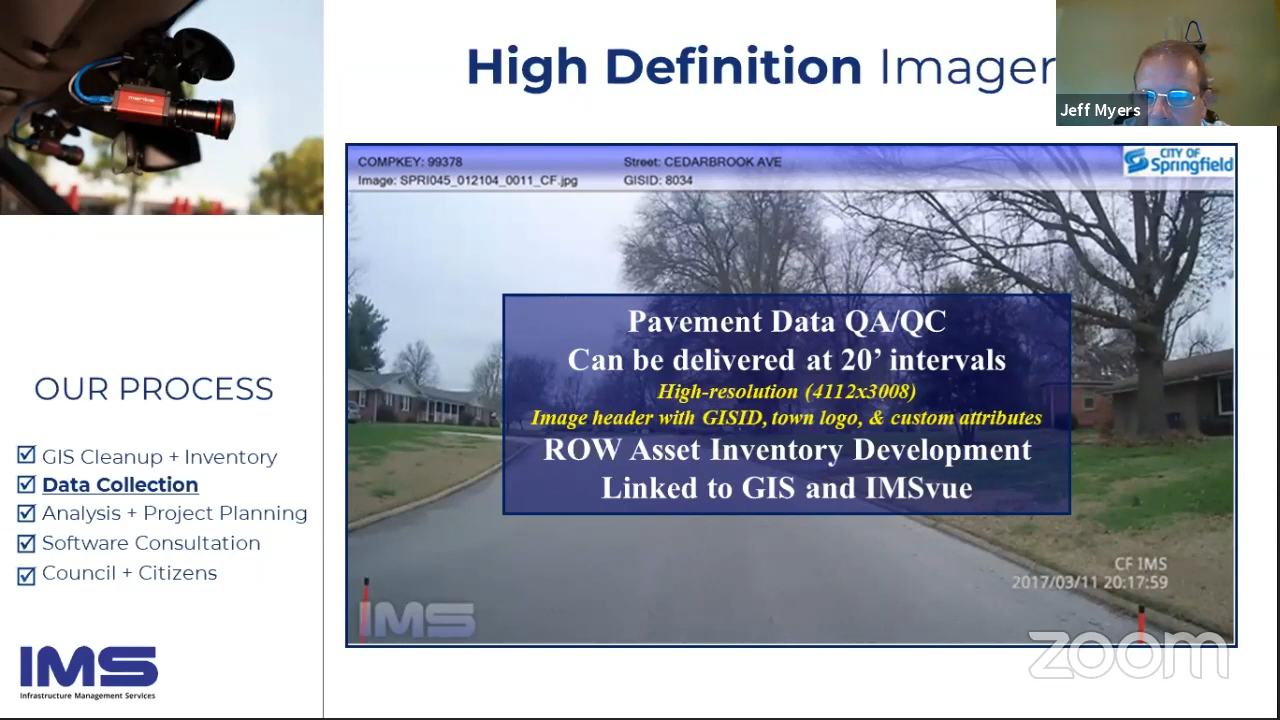 High Definition Imager
Jeff Myers
COMPKEY: 99378
Street: CEDARBROOK AVE
CITY OF
Springfield
Image: SPRI045_012104_0011_CF.jpg
GISID: 8034
Pavement Data QA/QC
Can be delivered at 20’ intervals
High-resolution (4112x3008)
Image header with GISID, town logo, & custom attributes
ROW Asset Inventory Development
Linked to GIS and IMSvue
CF IMS
2017/03/11 20:17:59
IMS
zoom
OUR PROCESS
GIS Cleanup + Inventory
Data Collection
Analysis + Project Planning
Software Consultation
Council + Citizens
IMS
Infrastructure Management Services